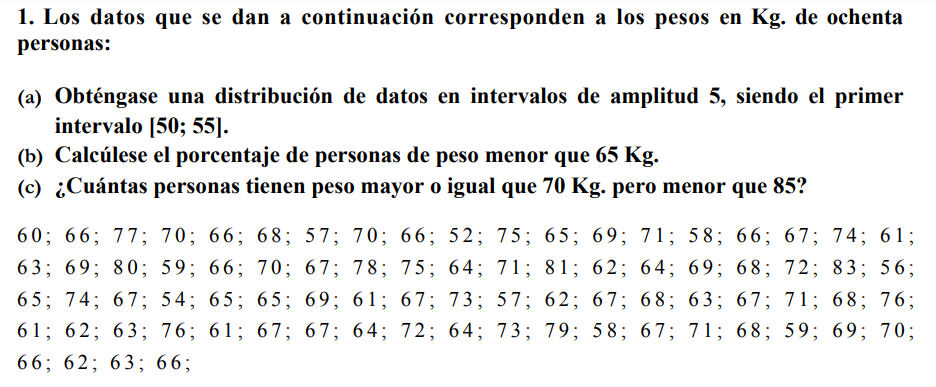 1. Los datos que se dan a continuación corresponden a los pesos en Kg. de ochenta
personas:
(a) Obténgase una distribución de datos en intervalos de amplitud 5, siendo el primer
intervalo [50; 55].
(b) Calcúlese el porcentaje de personas de peso menor que 65 Kg.
(c) ¿Cuántas personas tienen peso mayor o igual que 70 Kg. pero menor que 85?
60; 66; 77; 70; 66; 68; 57; 70; 66; 52; 75; 65; 69; 71; 58; 66; 67; 74; 61;
63; 69; 80; 59; 66; 70; 67; 78; 75; 64; 71; 81; 62; 64; 69; 68; 72; 83; 56;
65; 74; 67; 54; 65; 65; 69; 61; 67; 73; 57; 62; 67; 68; 63; 67; 71; 68; 76;
61; 62; 63; 76; 61; 67; 67; 64; 72; 64; 73; 79; 58; 67; 71; 68; 59; 69; 70;
66; 62; 63; 66;